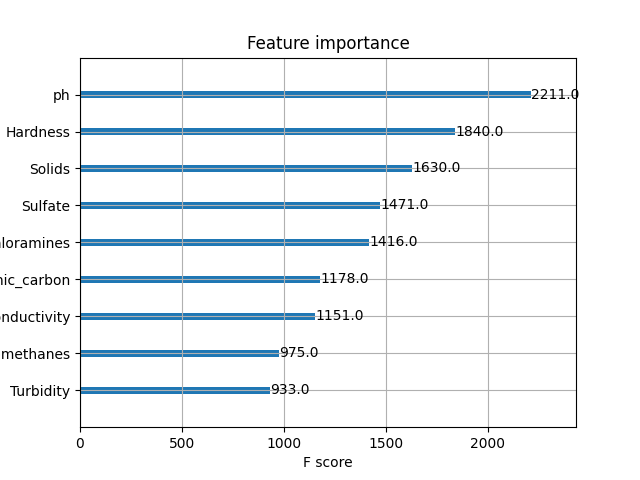 Feature importance
ph 2211.0
Hardness 1840.0
Solids 1630.0
Sulfate 1471.0
loramines 1416.0
nic_carbon 1178.0
onductivity 1151.0
methanes 975.0
Turbidity 933.0
0 500 1000 1500 2000
F score